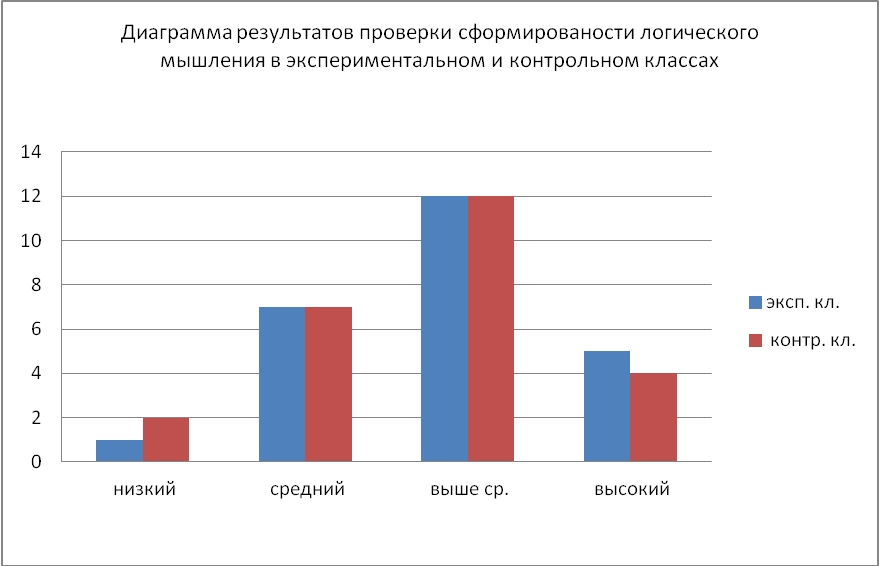 Диаграмма результатов проверки сформированости логического
мышления в экспериментальном и контрольном классах
14
12
10
8
6
4
2
0
низкий средний выше ср. высокий
эксп. кл.
контр. кл.